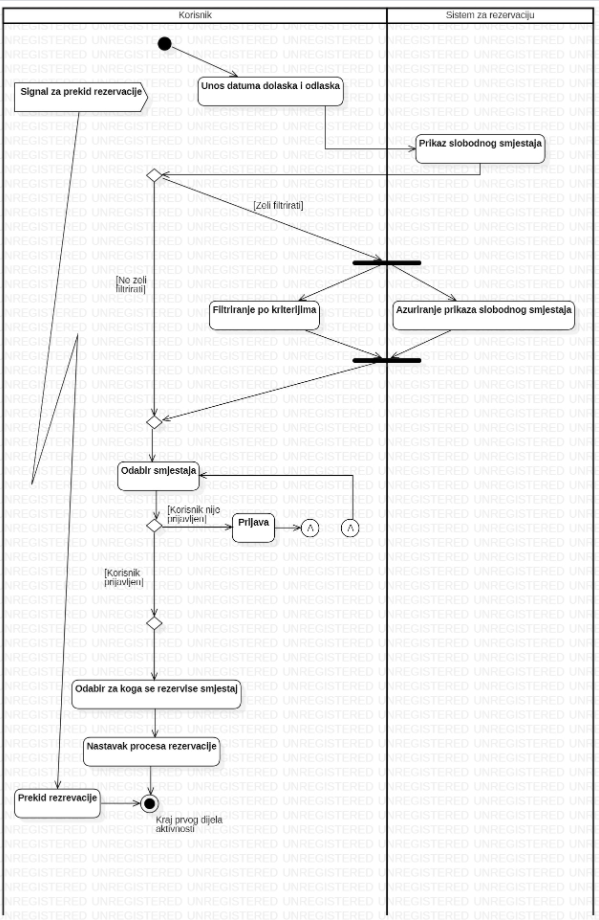 Korisnik
Sistem za rezervaciju
Unos datuma dolaska i odlaska
Signal za prekid rezervacije
Prikaz slobodnog smjestaja
[Zeli filtrirati]
[Ne zeli
filtrirati]
Filtriranje po kriterijima
Azuriranje prikaza slobodnog smjestaja
Odabir smjestaja
[Korisnik nije
prijavljen]
Prijava
A
A
[Korisnik
prijavljen]
Odabir za koga se rezervise smjestaj
Nastavak procesa rezervacije
Prekid rezrevacije
Kraj prvog dijela
aktivnosti
UNREGISTERED